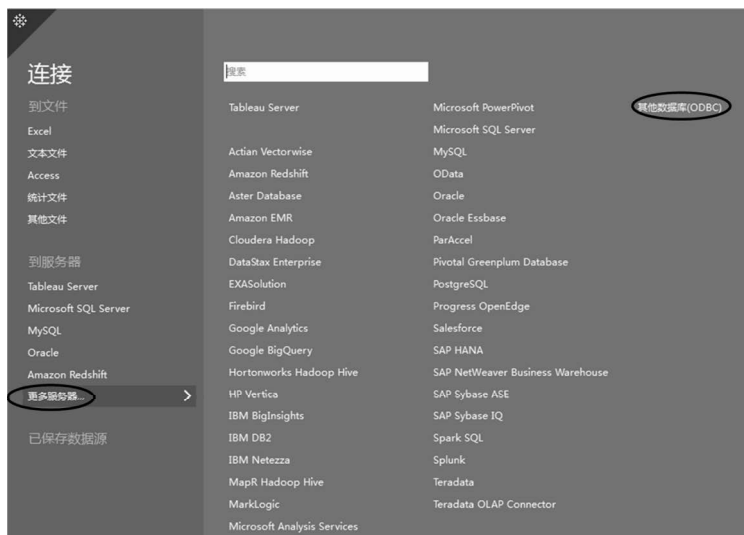 连接
到文件
Excel
文本文件
Access
统计文件
其他文件
到服务器
Tableau Server
Microsoft SQL Server
MySQL
Oracle
Amazon Redshift
更多服务器...
已保存数据源
搜索
Tableau Server
Actian Vectorwise
Amazon Redshift
Aster Database
Amazon EMR
Cloudera Hadoop
DataStax Enterprise
EXASolution
Firebird
Google Analytics
Google BigQuery
Hortonworks Hadoop Hive
HP Vertica
IBM BigInsights
IBM DB2
IBM Netezza
MapR Hadoop Hive
MarkLogic
Microsoft Analysis Services
Microsoft PowerPivot
Microsoft SQL Server
MySQL
OData
Oracle
Oracle Essbase
ParAccel
Pivotal Greenplum Database
PostgreSQL
Progress OpenEdge
Salesforce
SAP HANA
SAP NetWeaver Business Warehouse
SAP Sybase ASE
SAP Sybase IQ
Spark SQL
Splunk
Teradata
Teradata OLAP Connector
其他数据库(ODBC)